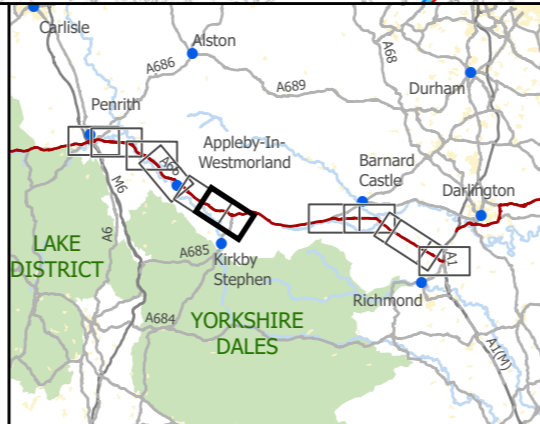 Carlisle
Alston
A68
A686
A689
Durham
Penrith
Appleby-In-
Westmorland
Barnard
Castle
A66
Darlington
M6
A6
LAKE
DISTRICT
A685
Kirkby
Stephen
A1
Richmond
A684
YORKSHIRE
DALES
A1(M)